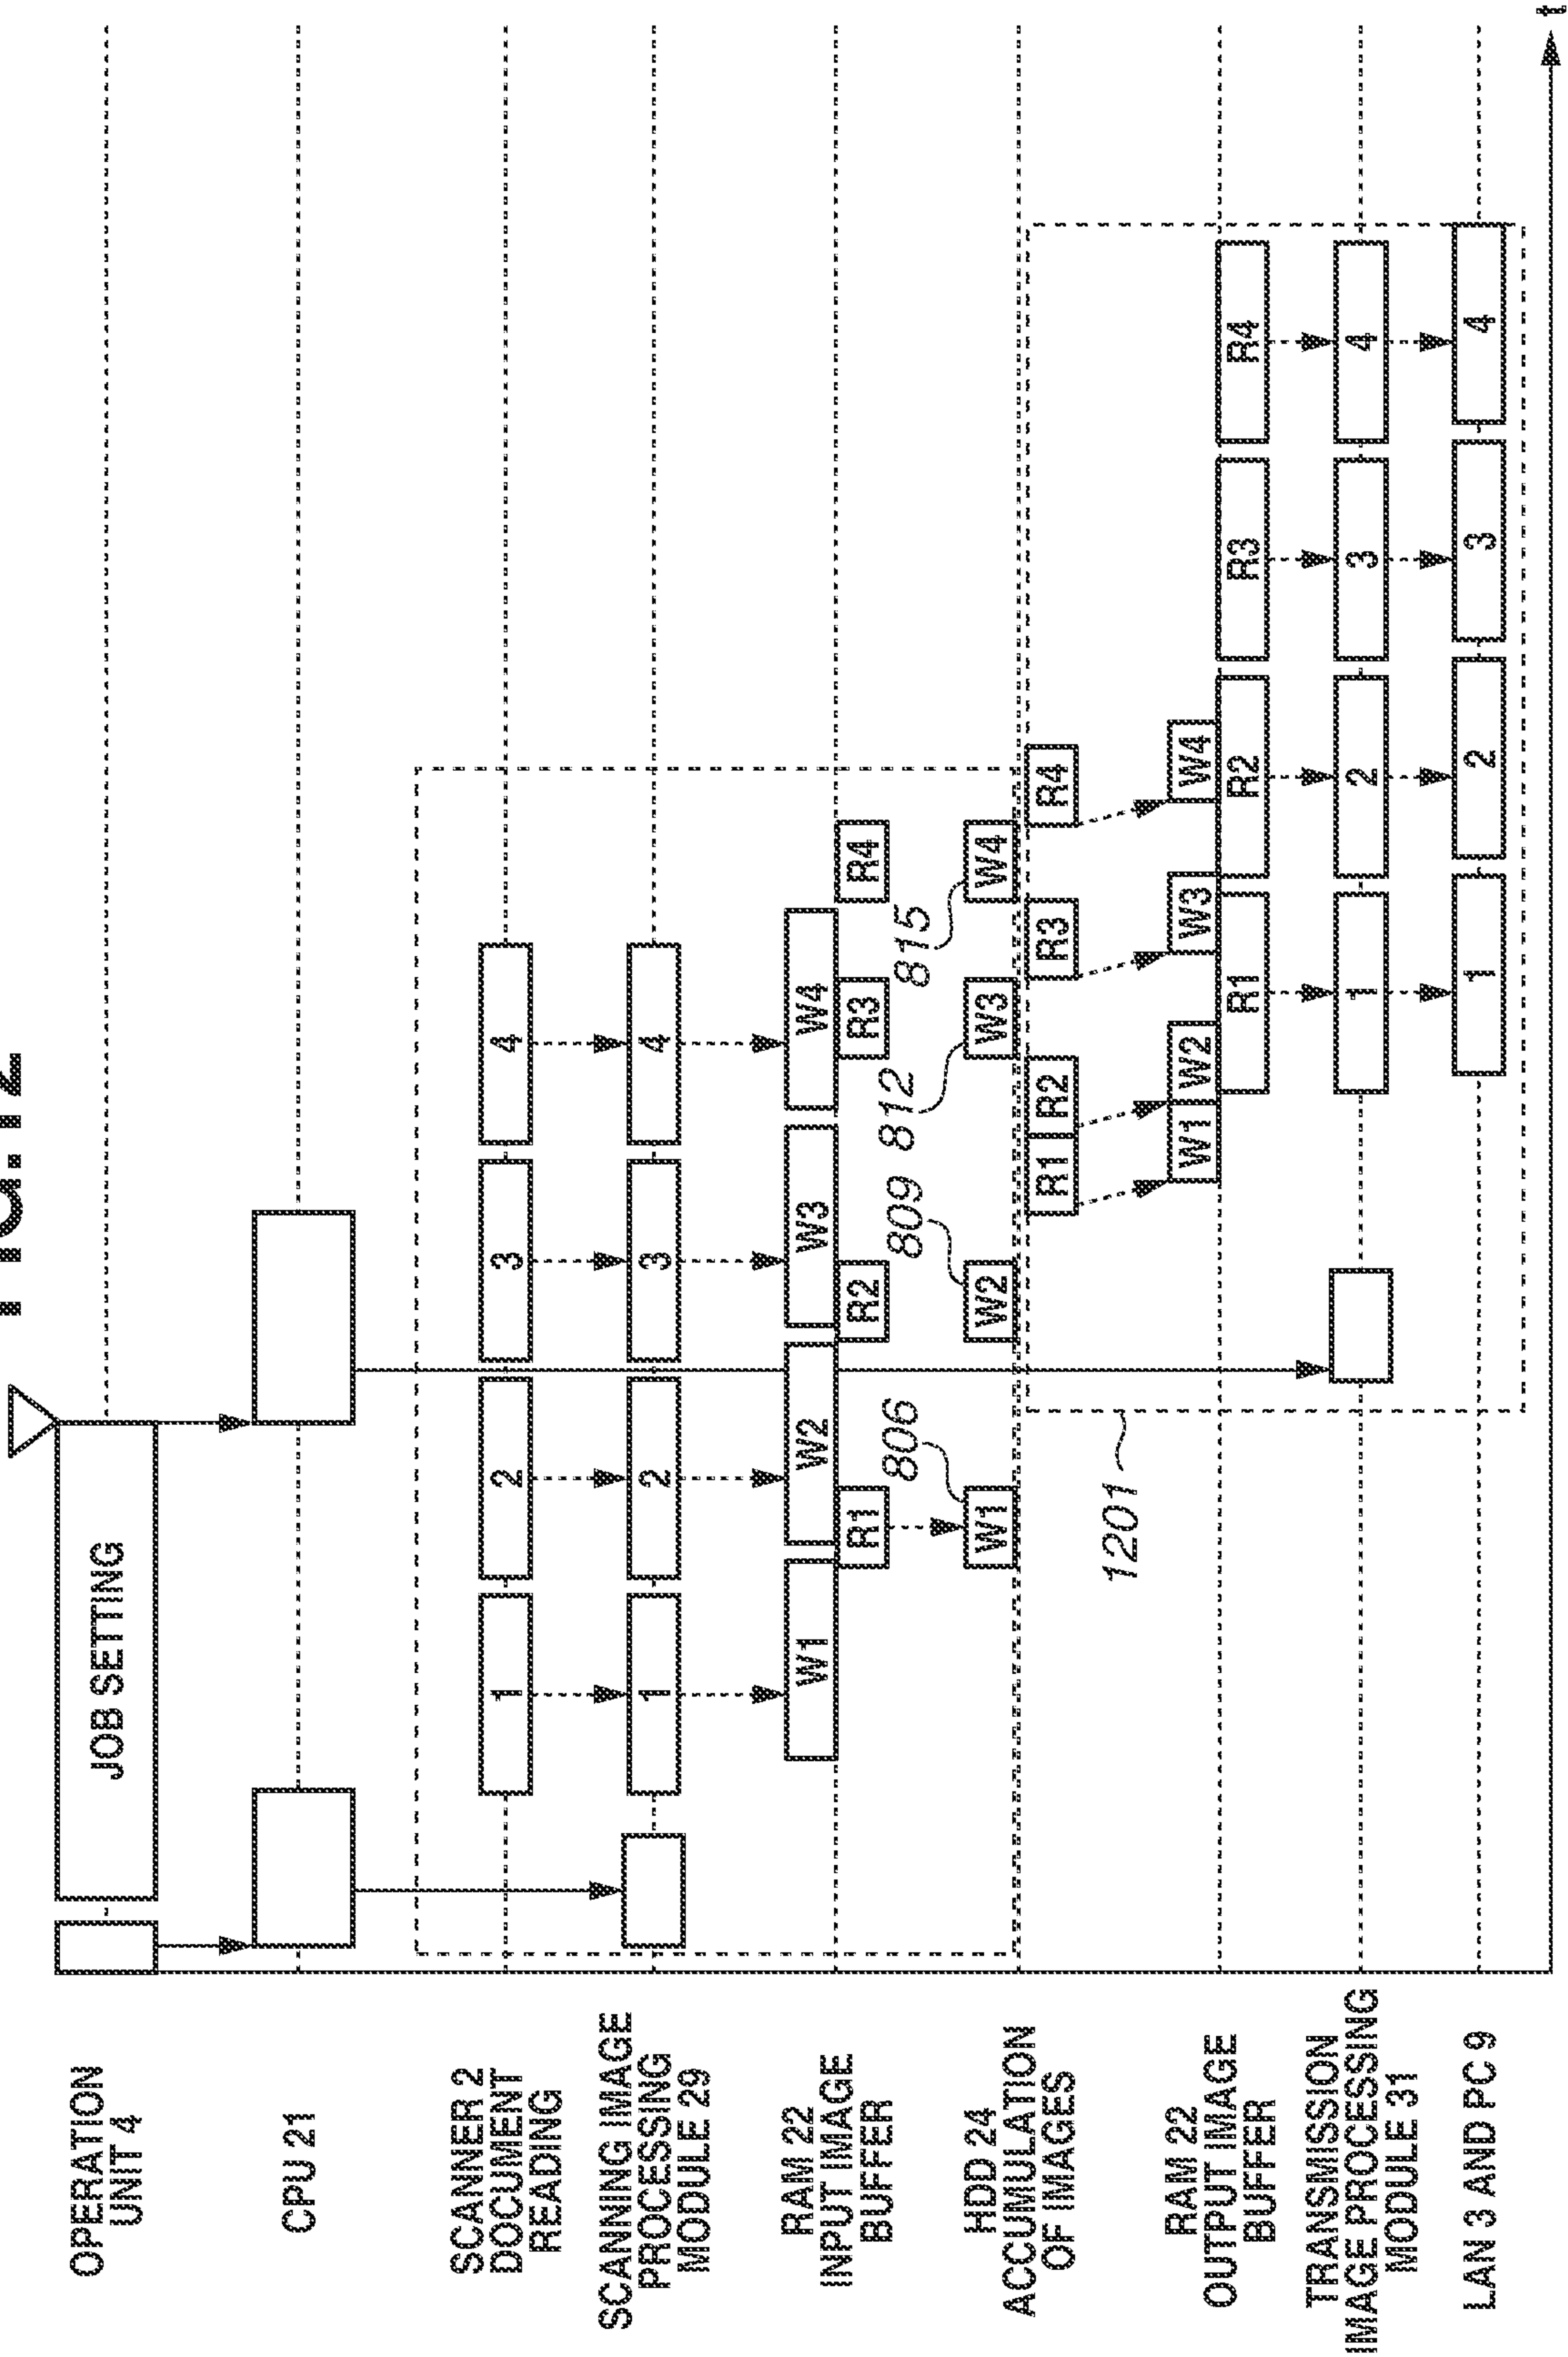 FIG.12
OPERATION
UNIT 4
JOB SETTING
CPU 21
SCANNER 2
DOCUMENT
READING
1
2
3
4
SCANNING IMAGE
PROCESSING
MODULE 29
1
2
3
4
RAM 22
INPUT IMAGE
BUFFER
W1
W2
W3
W4
R1
R2
R3
R4
806
809
812
815
HDD 24
ACCUMULATION
OF IMAGES
W1
W2
W3
W4
R1
R2
R3
R4
1201
RAM 22
OUTPUT IMAGE
BUFFER
W1
W2
W3
W4
R1
R2
R3
R4
TRANSMISSION
IMAGE PROCESSING
MODULE 31
1
2
3
4
LAN 3 AND PC 9
1
2
3
4
t